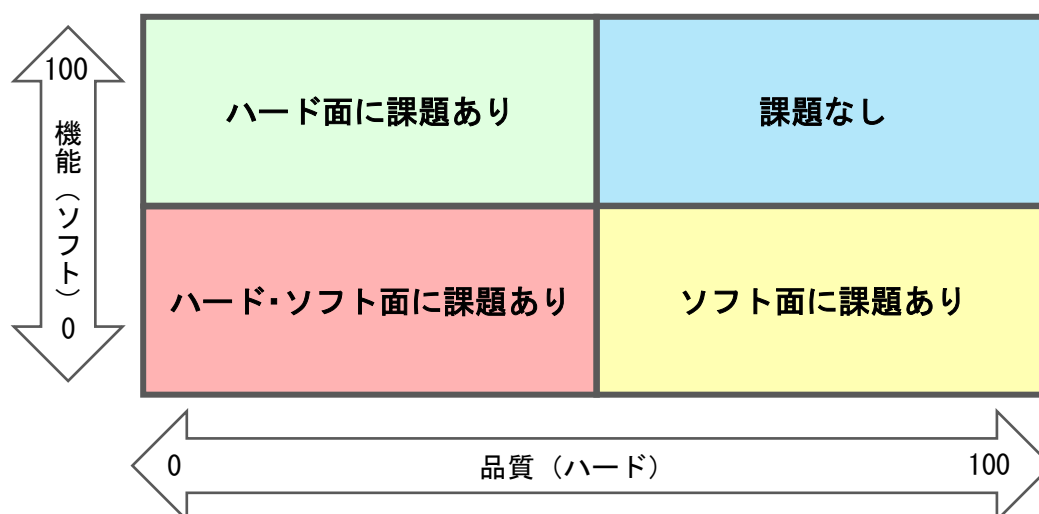 100
機能(ソフト)
0
ハード面に課題あり
課題なし
ハード・ソフト面に課題あり
ソフト面に課題あり
0
品質(ハード)
100